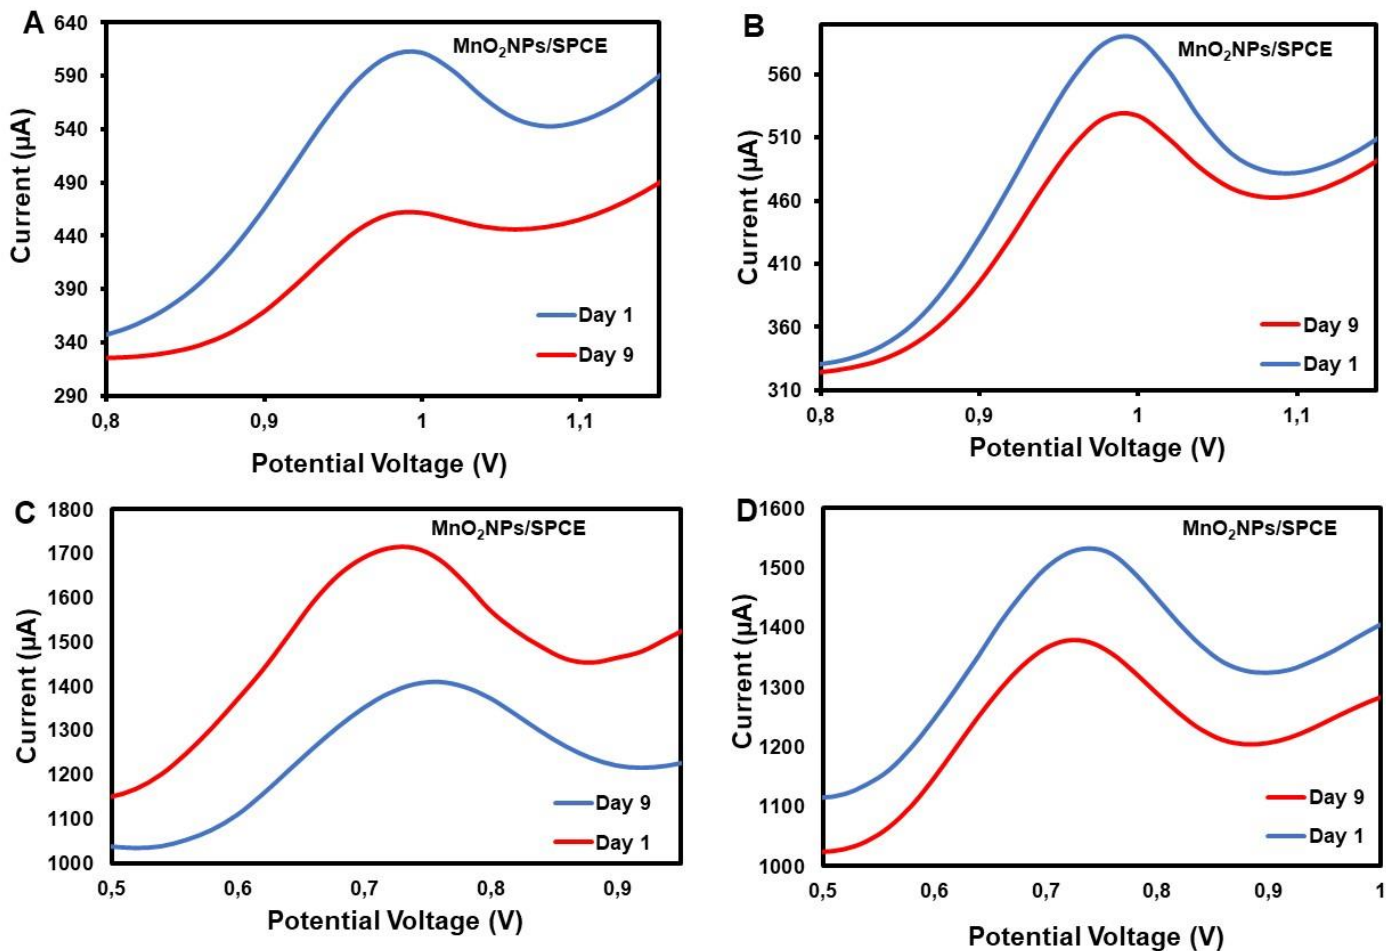 A
MnO₂NPs/SPCE
Current (µA)
640
590
540
490
440
390
340
290
Day 1
Day 9
0,8
0,9
1
1,1
Potential Voltage (V)
B
MnO₂NPs/SPCE
Current (µA)
560
510
460
410
360
310
Day 9
Day 1
0,8
0,9
1
1,1
Potential Voltage (V)
C
MnO₂NPs/SPCE
Current (µA)
1800
1700
1600
1500
1400
1300
1200
1100
1000
Day 9
Day 1
0,5
0,6
0,7
0,8
0,9
Potential Voltage (V)
D
MnO₂NPs/SPCE
Current (µA)
1600
1500
1400
1300
1200
1100
1000
Day 9
Day 1
0,5
0,6
0,7
0,8
0,9
1
Potential Voltage (V)